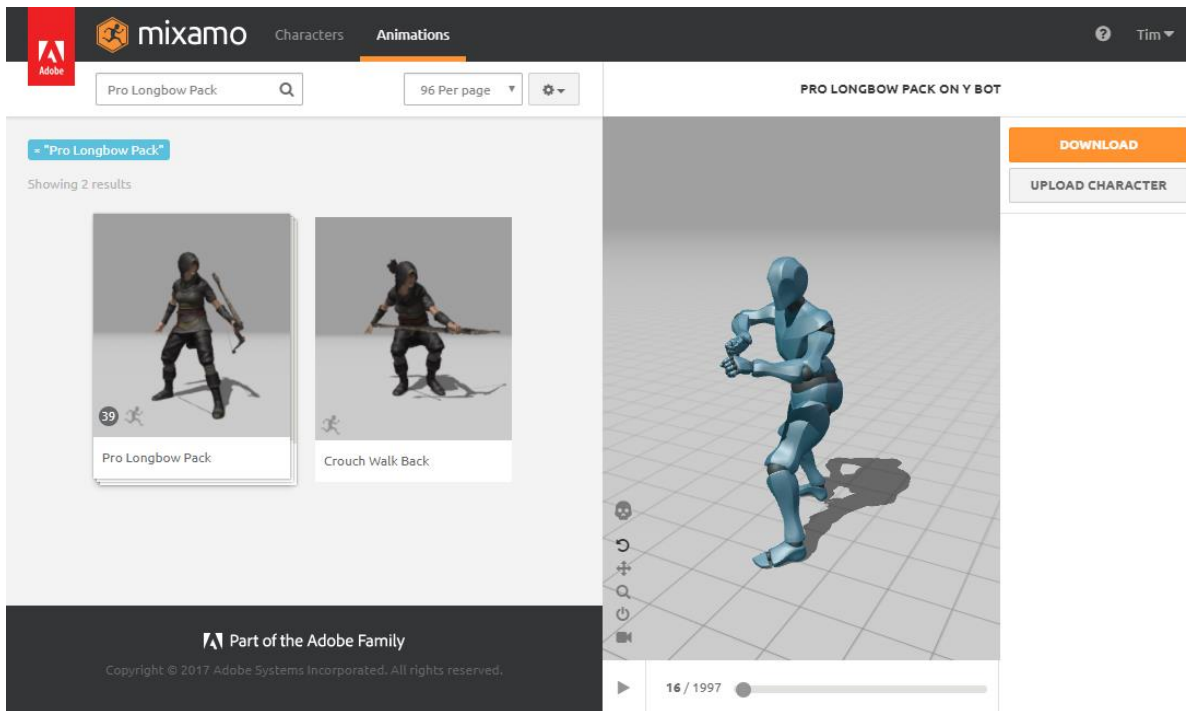 Adobe
mixamo
Characters
Animations
Tim
Pro Longbow Pack
96 Per page
PRO LONGBOW PACK ON Y BOT
= "Pro Longbow Pack"
Showing 2 results
39
Pro Longbow Pack
Crouch Walk Back
DOWNLOAD
UPLOAD CHARACTER
Part of the Adobe Family
Copyright © 2017 Adobe Systems Incorporated. All rights reserved.
16 / 1997